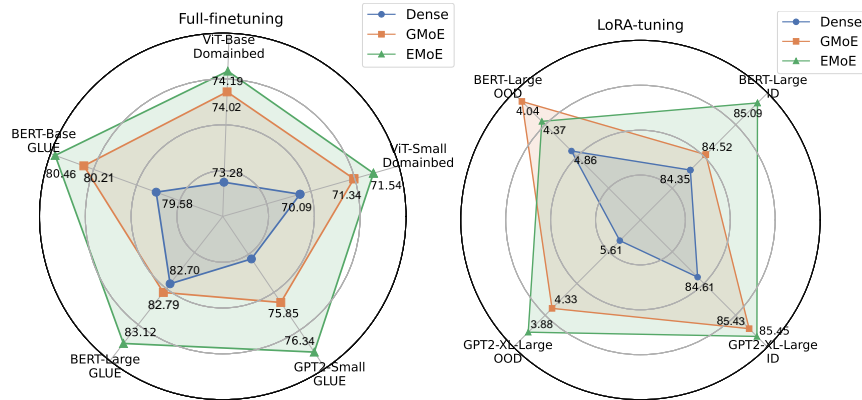 Full-finetuning
Dense
GMoE
EMoE
ViT-Base
Domainbed
74.19
74.02
73.28
BERT-Base
GLUE
80.46
80.21
79.58
ViT-Small
Domainbed
71.54
71.34
70.09
82.70
82.79
83.12
BERT-Large
GLUE
75.85
76.34
GPT2-Small
GLUE
LoRA-tuning
Dense
GMoE
EMoE
BERT-Large
OOD
4.04
4.37
4.86
BERT-Large
ID
85.09
84.52
84.35
5.61
4.33
3.88
GPT2-XL-Large
OOD
84.61
85.43
85.45
GPT2-XL-Large
ID